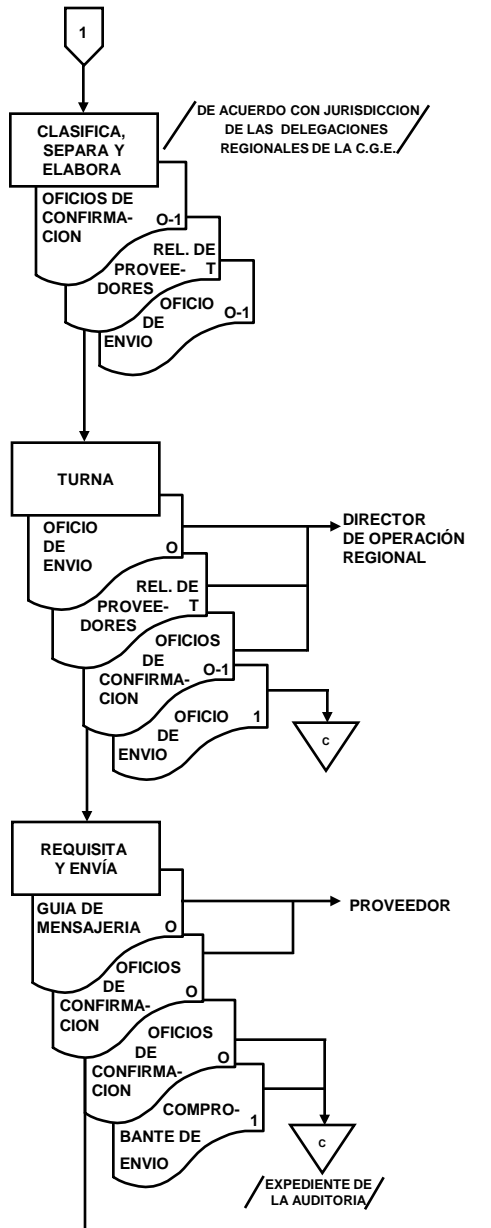 1
DE ACUERDO CON JURISDICCION
DE LAS DELEGACIONES
REGIONALES DE LA C.G.E.
CLASIFICA,
SEPARA Y
ELABORA
OFICIOS DE
CONFIRMA-
CION
O-1
REL. DE
PROVEE-
DORES
T
OFICIO
DE
ENVIO
O-1
TURNA
OFICIO
DE
ENVIO
O
DIRECTOR
DE OPERACIÓN
REGIONAL
REL. DE
PROVEE-
DORES
T
OFICIOS
DE
CONFIRMA-
CION
O-1
OFICIO
DE
ENVIO
1
C
REQUISITA
Y ENVÍA
GUIA DE
MENSAJERIA
O
PROVEEDOR
OFICIOS
DE
CONFIRMA-
CION
O
OFICIOS
DE
CONFIRMA-
CION
O
COMPRO-
BANTE DE
ENVIO
1
C
EXPEDIENTE DE
LA AUDITORIA